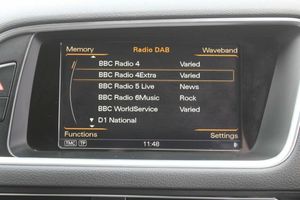 Memory Radio DAB Waveband
BBC Radio 4 Varied
BBC Radio 4Extra Varied
BBC Radio 5 Live News
BBC Radio 6Music Rock
BBC WorldService Varied
D1 National
Functions Settings
TMC TP 11:48